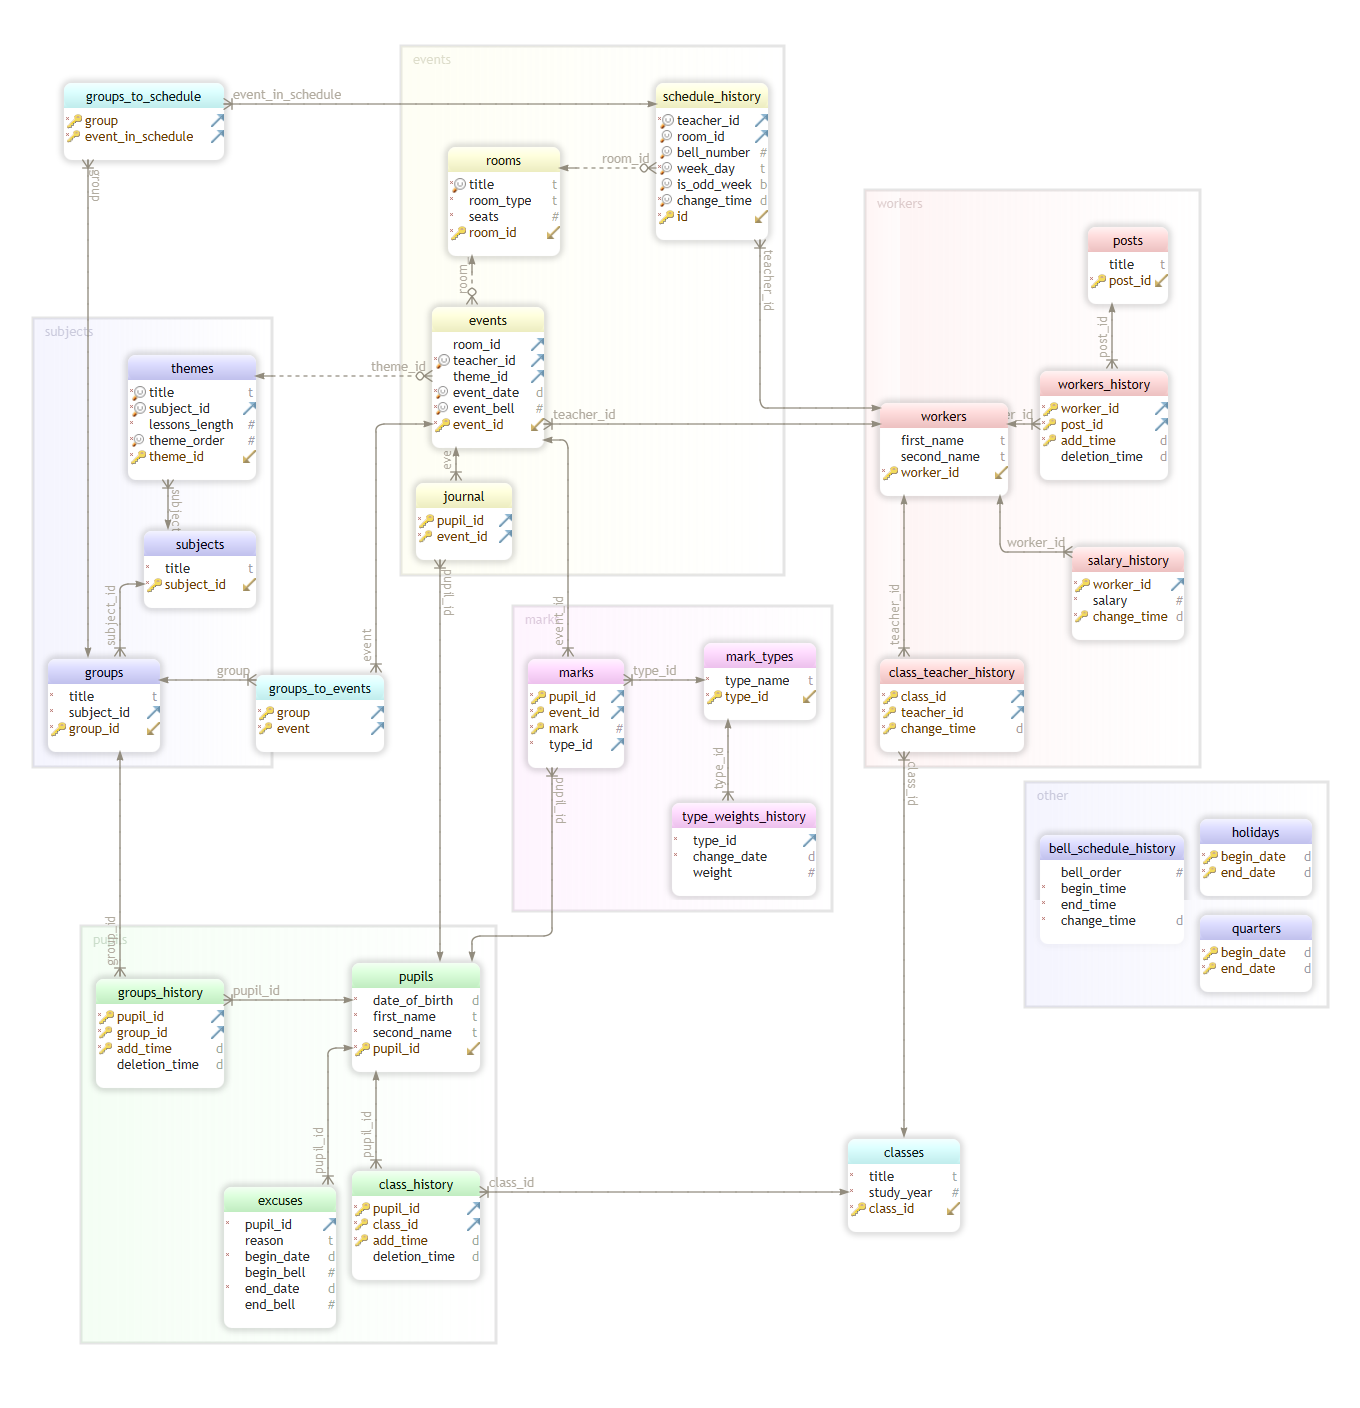 events
groups_to_schedule
group
event_in_schedule
event_in_schedule
group
schedule_history
teacher_id
room_id
bell_number #
week_day t
is_odd_week b
change_time d
id
rooms
title t
room_type t
seats #
room_id
room_id
teacher_id
room
events
room_id
teacher_id
theme_id
event_date d
event_bell #
event_id
theme_id
teacher_id
workers
posts
title t
post_id
post_id
workers_history
worker_id
post_id
add_time d
deletion_time d
er_id
workers
first_name t
second_name t
worker_id
worker_id
salary_history
worker_id
salary #
change_time d
teacher_id
class_teacher_history
class_id
teacher_id
change_time d
class_id
subjects
themes
title t
subject_id
lessons_length #
theme_order #
theme_id
subject
subjects
title t
subject_id
subject_id
groups
title t
subject_id
group_id
group
event
groups_to_events
group
event
eve
journal
pupil_id
event_id
pupil_id
marks
event_id
marks
pupil_id
event_id
mark #
type_id
type_id
mark_types
type_name t
type_id
type_id
pupil_id
type_weights_history
type_id
change_date d
weight #
other
bell_schedule_history
bell_order #
begin_time
end_time
change_time d
holidays
begin_date d
end_date d
quarters
begin_date d
end_date d
pupils
group_id
groups_history
pupil_id
group_id
add_time d
deletion_time d
pupil_id
pupils
date_of_birth d
first_name t
second_name t
pupil_id
pupil_id
pupil_id
excuses
pupil_id
reason t
begin_date d
begin_bell #
end_date d
end_bell #
class_history
pupil_id
class_id
add_time d
deletion_time d
class_id
classes
title t
study_year #
class_id